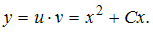 y = u · v = x² + Cx.